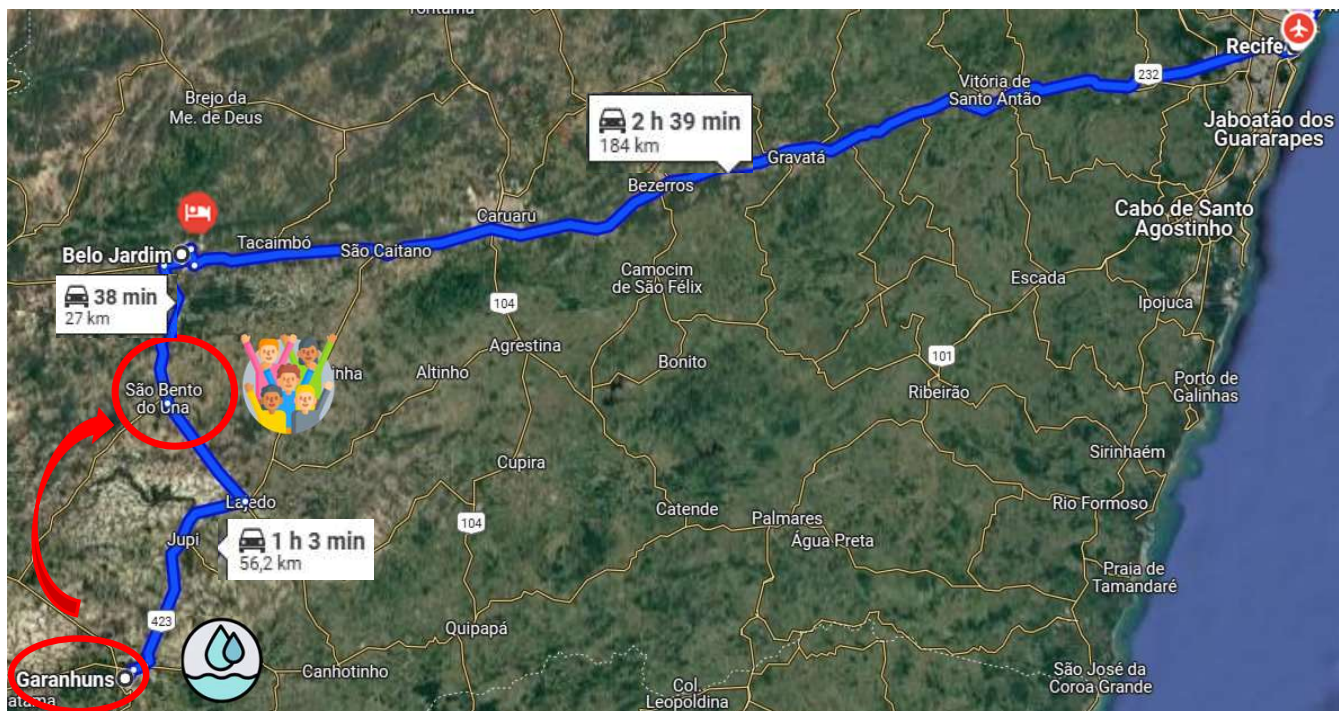 Recife
232
Vitória de
Santo Antão
Brejo da
Me. de Deus
2 h 39 min
184 km
Jaboatão dos
Guararapes
Gravatá
Bezerros
Caruaru
Cabo de Santo
Agostinho
Tacaimbó
São Caitano
Belo Jardim
Camocim
de São Félix
Escada
38 min
27 km
104
Ipojuca
Agrestina
101
Bonito
inha
Altinho
São Bento
do Una
Ribeirão
Porto de
Galinhas
Sirinhaém
Cupira
Lajedo
Rio Formoso
Catende
Palmares
104
Jupi
1 h 3 min
56,2 km
Água Preta
Praia de
Tamandaré
423
Quipapá
Canhotinho
Garanhuns
atama
São José da
Coroa Grande
Col.
Leopoldina